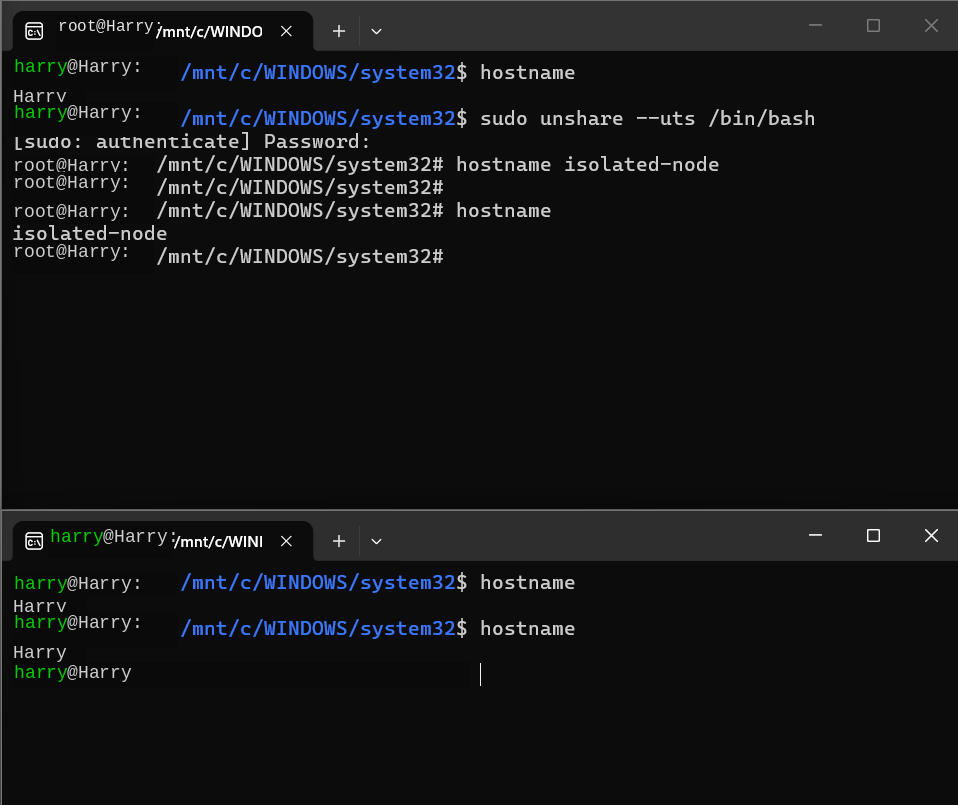 root@Harry: /mnt/c/WINDO
harry@Harry: /mnt/c/WINDOWS/system32$ hostname
Harry
harry@Harry: /mnt/c/WINDOWS/system32$ sudo unshare --uts /bin/bash
[sudo: authenticate] Password:
root@Harry: /mnt/c/WINDOWS/system32# hostname isolated-node
root@Harry: /mnt/c/WINDOWS/system32#
root@Harry: /mnt/c/WINDOWS/system32# hostname
isolated-node
root@Harry: /mnt/c/WINDOWS/system32#
harry@Harry: /mnt/c/WINI
harry@Harry: /mnt/c/WINDOWS/system32$ hostname
Harry
harry@Harry: /mnt/c/WINDOWS/system32$ hostname
Harry
harry@Harry